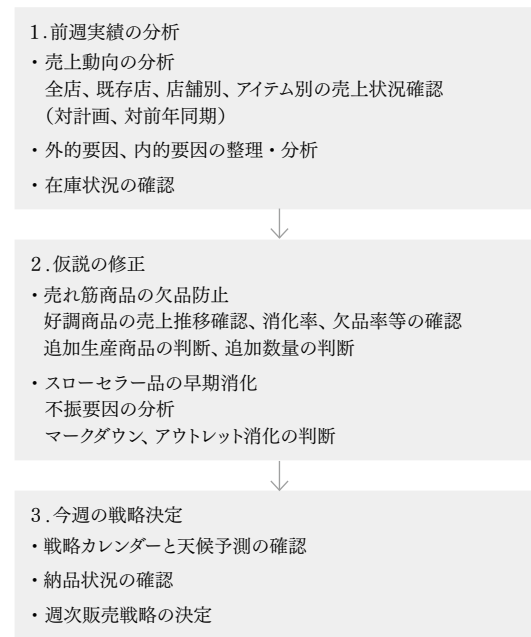 1.前週実績の分析
・売上動向の分析
全店、既存店、店舗別、アイテム別の売上状況確認
(対計画、対前年同期)
・外的要因、内的要因の整理・分析
・在庫状況の確認
2.仮説の修正
・売れ筋商品の欠品防止
好調商品の売上推移確認、消化率、欠品率等の確認
追加生産商品の判断、追加数量の判断
・スローセラー品の早期消化
不振要因の分析
マークダウン、アウトレット消化の判断
3.今週の戦略決定
・戦略カレンダーと天候予測の確認
・納品状況の確認
・週次販売戦略の決定